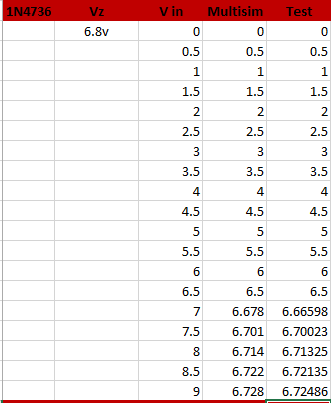 1N4736 Vz V in Multisim Test
6.8v 0 0 0
0.5 0.5 0.5
1 1 1
1.5 1.5 1.5
2 2 2
2.5 2.5 2.5
3 3 3
3.5 3.5 3.5
4 4 4
4.5 4.5 4.5
5 5 5
5.5 5.5 5.5
6 6 6
6.5 6.5 6.5
7 6.678 6.66598
7.5 6.701 6.70023
8 6.714 6.71325
8.5 6.722 6.72135
9 6.728 6.72486